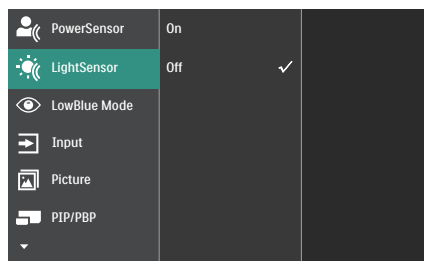 PowerSensor
On
LightSensor
Off
LowBlue Mode
Input
Picture
PIP/PBP